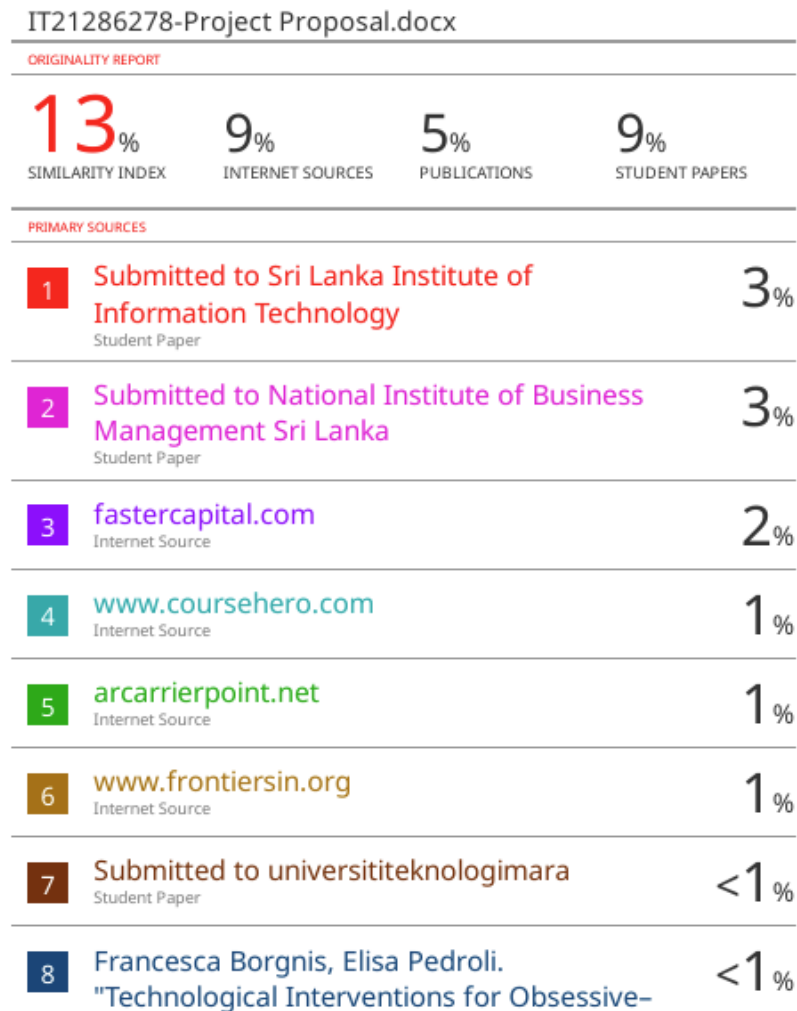 IT21286278-Project Proposal.docx
ORIGINALITY REPORT
13% 9% 5% 9%
SIMILARITY INDEX INTERNET SOURCES PUBLICATIONS STUDENT PAPERS
PRIMARY SOURCES
1 Submitted to Sri Lanka Institute of 3%
Information Technology
Student Paper
2 Submitted to National Institute of Business 3%
Management Sri Lanka
Student Paper
3 fastercapital.com 2%
Internet Source
4 www.coursehero.com 1%
Internet Source
5 arcarrierpoint.net 1%
Internet Source
6 www.frontiersin.org 1%
Internet Source
7 Submitted to universititeknologimara <1%
Student Paper
8 Francesca Borgnis, Elisa Pedroli. <1%
"Technological Interventions for Obsessive–